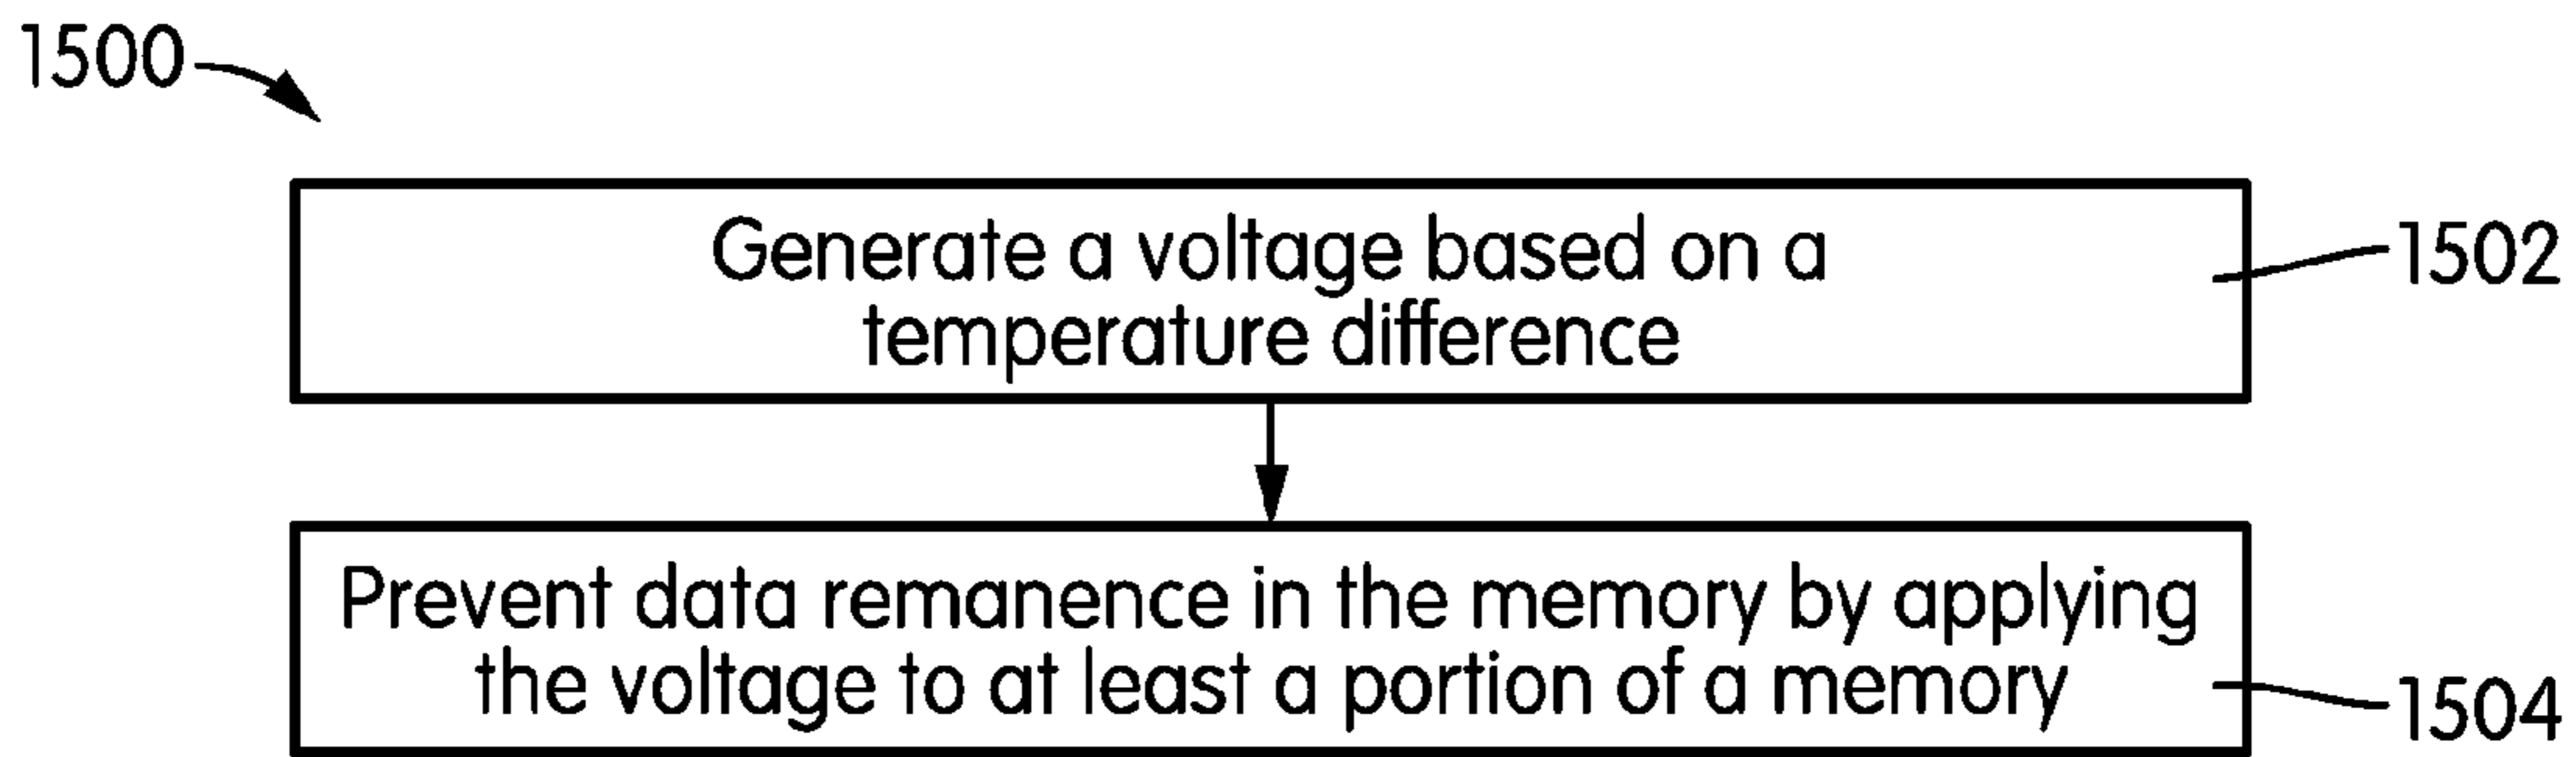 1500
Generate a voltage based on a
temperature difference
1502
Prevent data remanence in the memory by applying
the voltage to at least a portion of a memory
1504